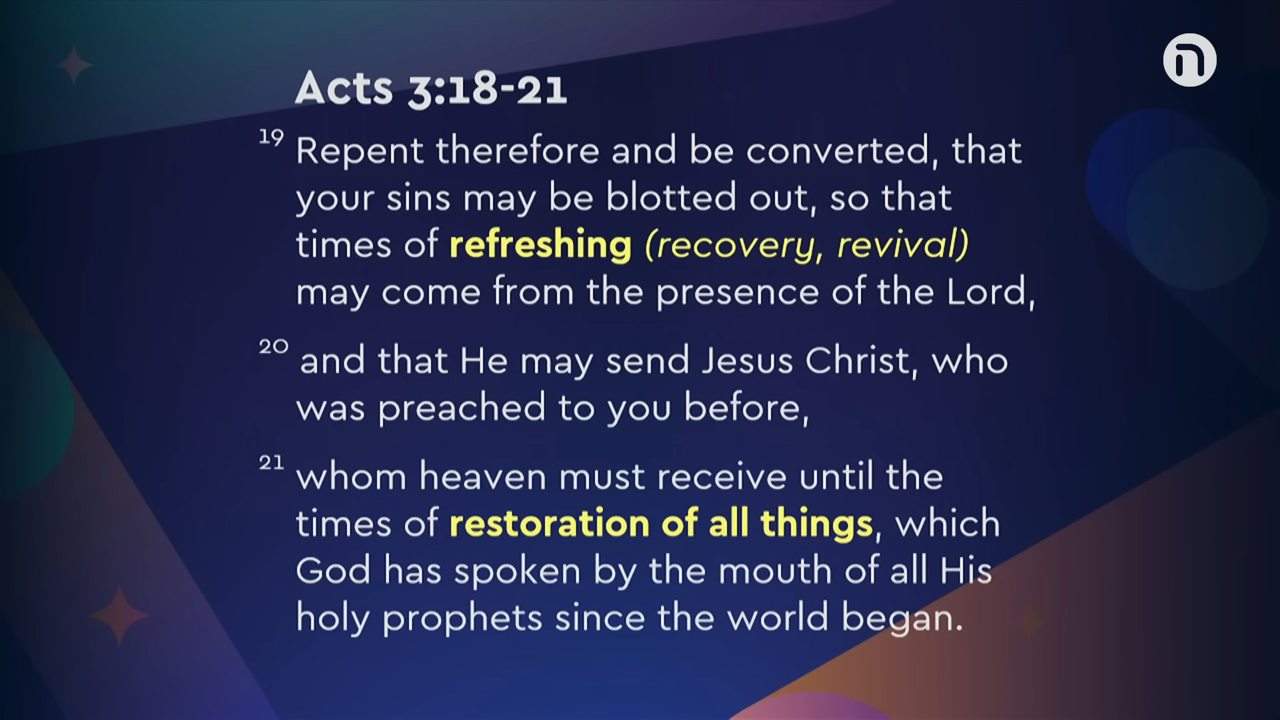 Acts 3:18-21
19 Repent therefore and be converted, that
your sins may be blotted out, so that
times of refreshing (recovery, revival)
may come from the presence of the Lord,
20 and that He may send Jesus Christ, who
was preached to you before,
21 whom heaven must receive until the
times of restoration of all things, which
God has spoken by the mouth of all His
holy prophets since the world began.